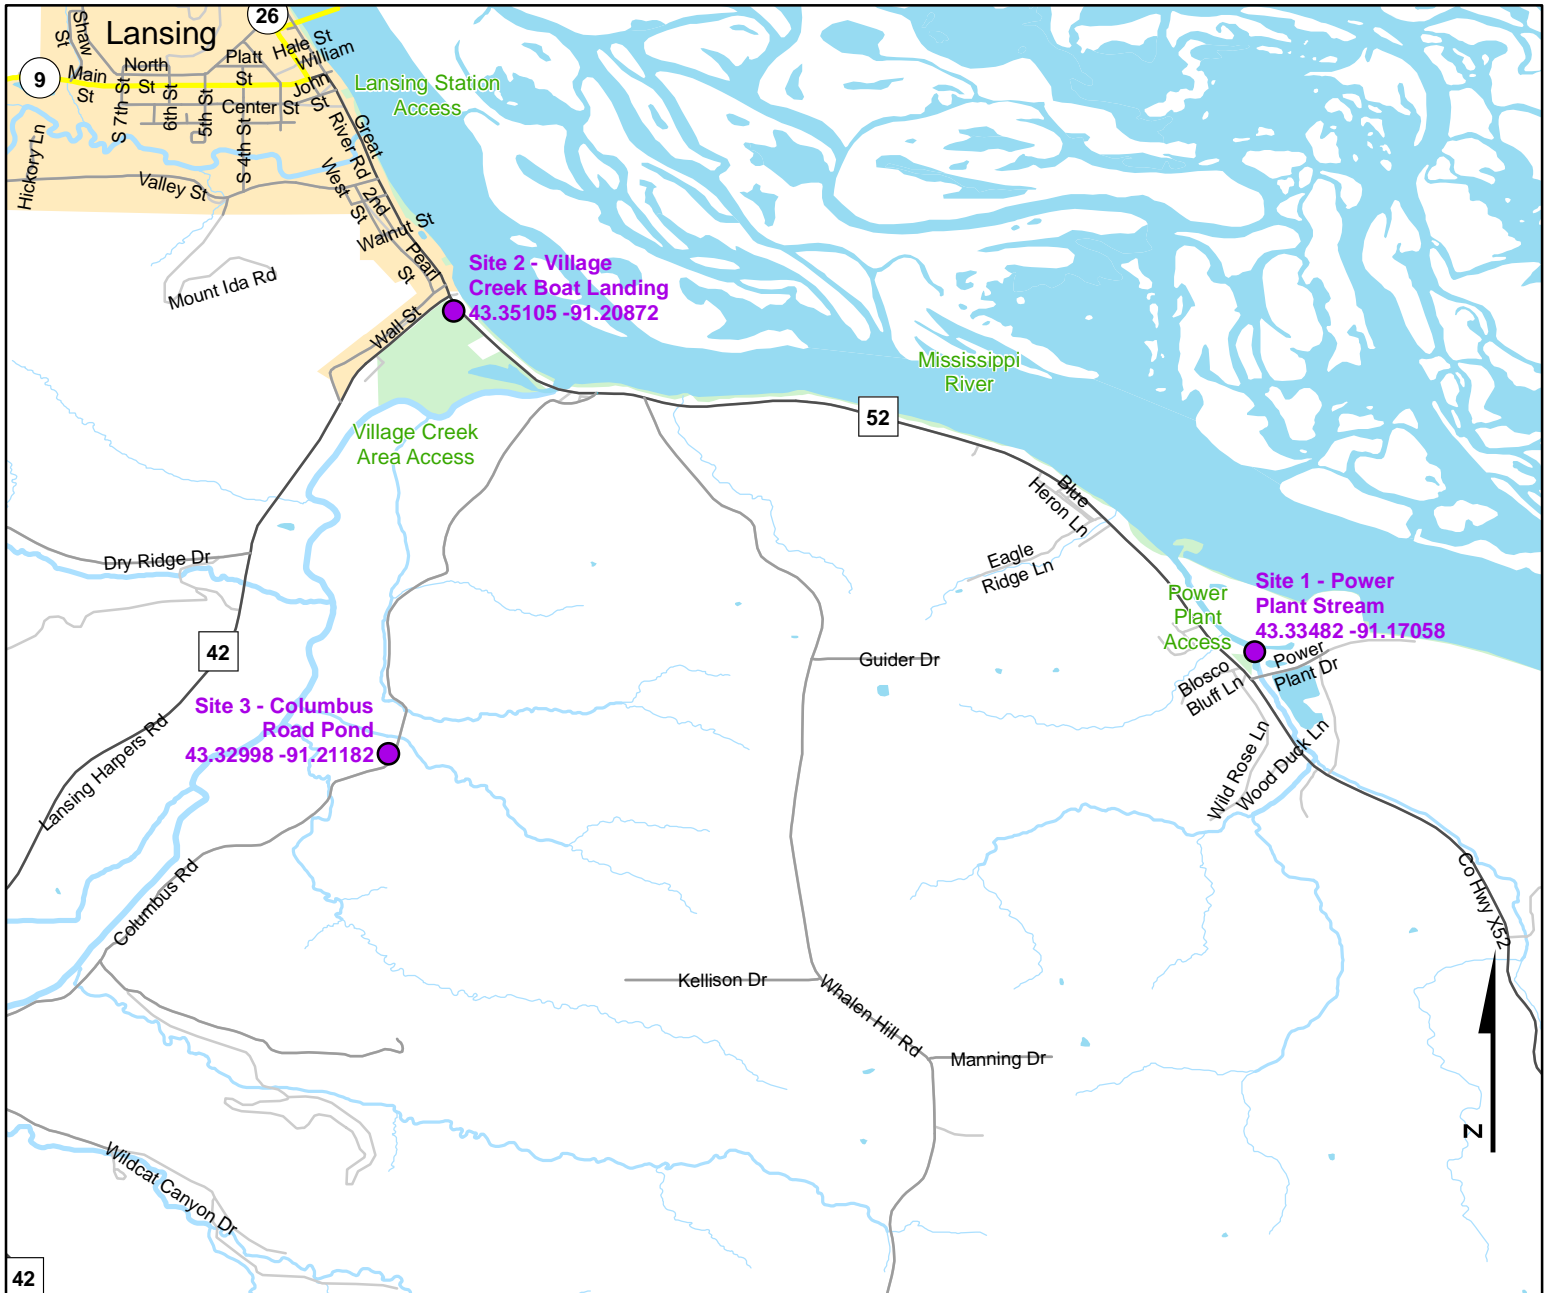 26
Lansing
Shaw
St
Hale St
William
Platt
St
North
St
9
Main
St
John
St
Lansing Station
Access
Center St
S 7th St
6th St
5th St
S 4th St
Great
River Rd
Hickory Ln
Valley St
West
St
2nd
Walnut St
Pearl
St
Mount Ida Rd
Site 2 - Village
Creek Boat Landing
43.35105 -91.20872
Wall St
Mississippi
River
52
Village Creek
Area Access
Blue
Heron Ln
Dry Ridge Dr
Eagle
Ridge Ln
Power
Plant
Access
Site 1 - Power
Plant Stream
43.33482 -91.17058
42
Guider Dr
Power
Plant Dr
Blosco
Bluff Ln
Site 3 - Columbus
Road Pond
43.32998 -91.21182
Lansing Harpers Rd
Wild Rose Ln
Wood Duck Ln
Columbus Rd
Co Hwy X52
Kellison Dr
Whalen Hill Rd
Manning Dr
N
Wildcat Canyon Dr
42